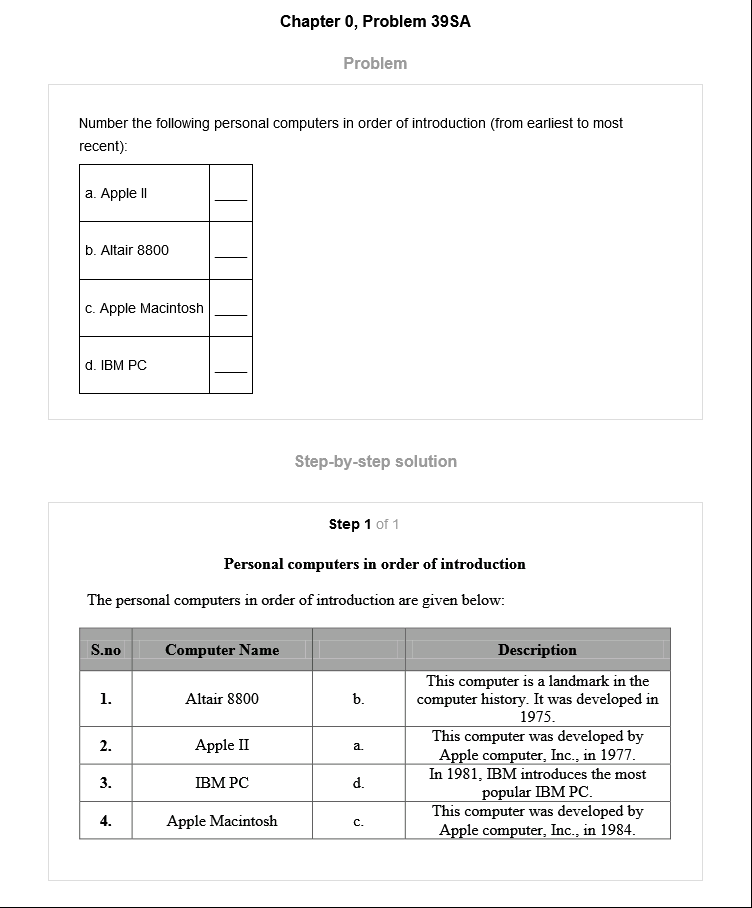 Chapter 0, Problem 39SA
Problem
Number the following personal computers in order of introduction (from earliest to most
recent):
a. Apple II
b. Altair 8800
c. Apple Macintosh
d. IBM PC
Step-by-step solution
Step 1 of 1
Personal computers in order of introduction
The personal computers in order of introduction are given below:
S.no Computer Name Description
1. Altair 8800 b. This computer is a landmark in the
computer history. It was developed in
1975.
2. Apple II a. This computer was developed by
Apple computer, Inc., in 1977.
3. IBM PC d. In 1981, IBM introduces the most
popular IBM PC.
4. Apple Macintosh c. This computer was developed by
Apple computer, Inc., in 1984.